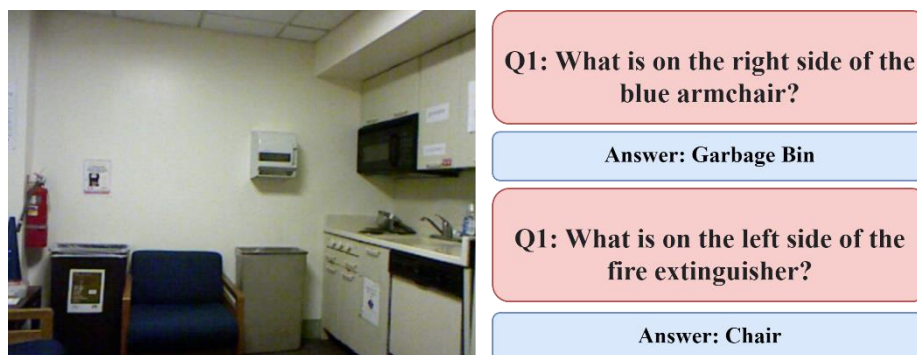 Q1: What is on the right side of the
blue armchair?
Answer: Garbage Bin
Q1: What is on the left side of the
fire extinguisher?
Answer: Chair